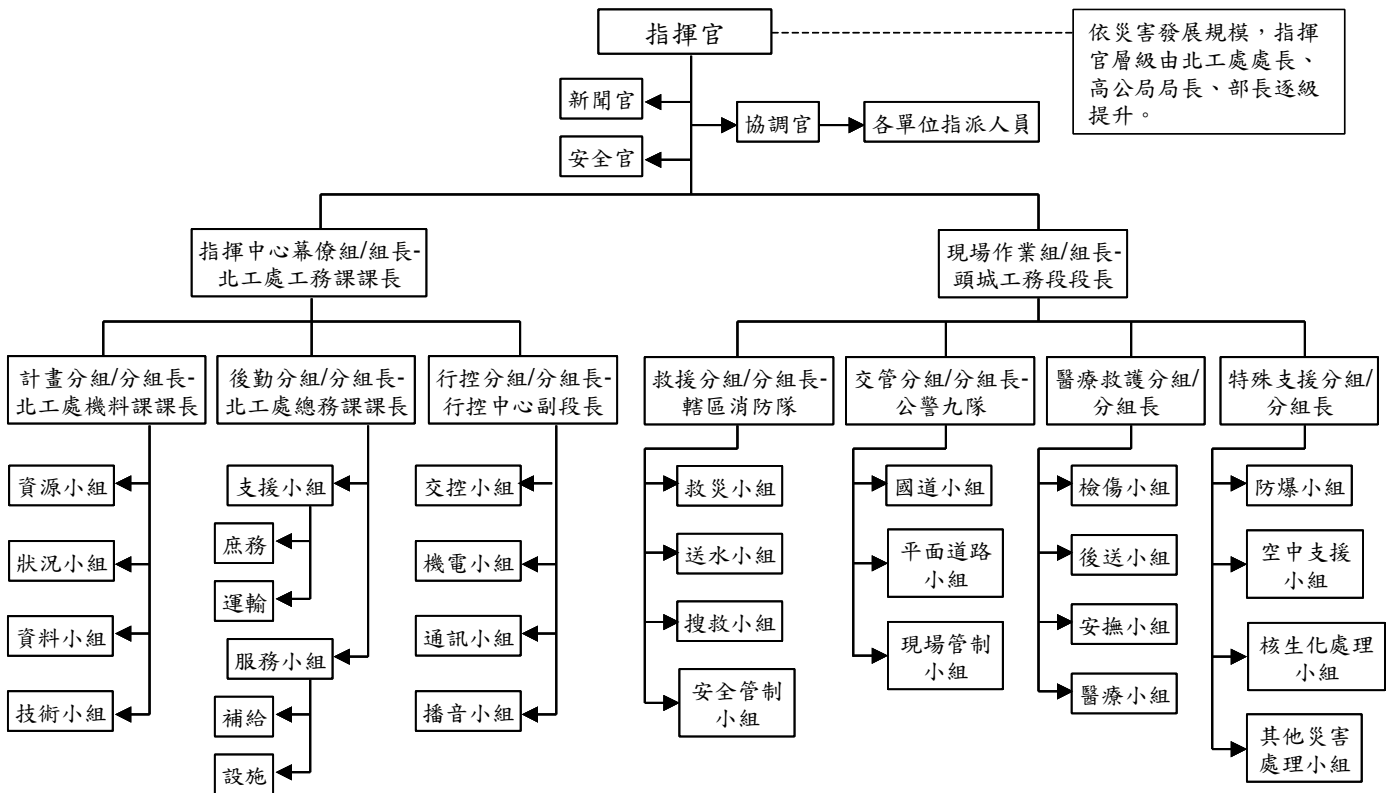 指揮官
依災害發展規模，指揮
官層級由北工處處長、
高公局局長、部長逐級
提升。
新聞官
協調官
各單位指派人員
安全官
指揮中心幕僚組/組長-
北工處工務課課長
現場作業組/組長-
頭城工務段段長
計畫分組/分組長-
北工處機料課課長
後勤分組/分組長-
北工處總務課課長
行控分組/分組長-
行控中心副段長
救援分組/分組長-
轄區消防隊
交管分組/分組長-
公警九隊
醫療救護分組/
分組長
特殊支援分組/
分組長
資源小組
狀況小組
資料小組
技術小組
支援小組
庶務
運輸
服務小組
補給
設施
交控小組
機電小組
通訊小組
播音小組
救災小組
送水小組
搜救小組
安全管制
小組
國道小組
平面道路
小組
現場管制
小組
檢傷小組
後送小組
安撫小組
醫療小組
防爆小組
空中支援
小組
核生化處理
小組
其他災害
處理小組